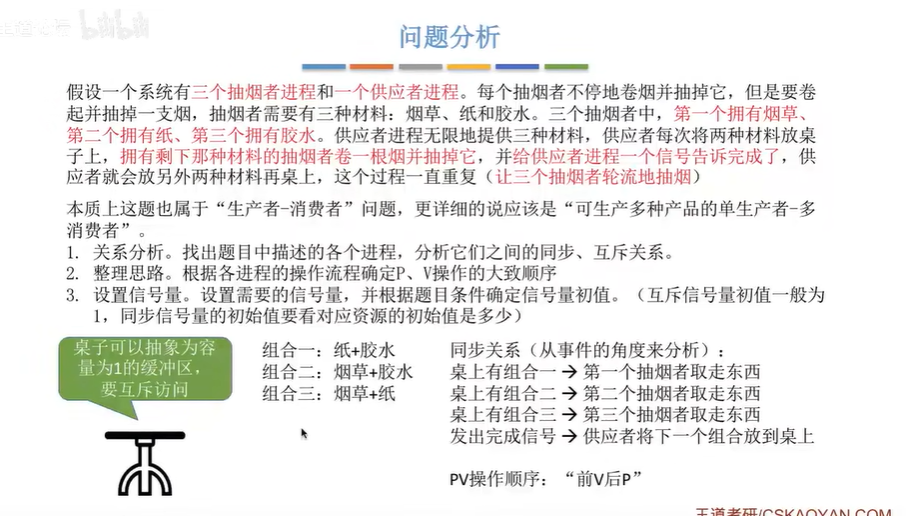 bilibili
问题分析
假设一个系统有三个抽烟者进程和一个供应者进程。每个抽烟者不停地卷烟并抽掉它，但是要卷
起并抽掉一支烟，抽烟者需要有三种材料：烟草、纸和胶水。三个抽烟者中，第一个拥有烟草、
第二个拥有纸、第三个拥有胶水。供应者进程无限地提供三种材料，供应者每次将两种材料放桌
子上，拥有剩下那种材料的抽烟者卷一根烟并抽掉它，并给供应者进程一个信号告诉完成了，供
应者就会放另外两种材料再桌上，这个过程一直重复（让三个抽烟者轮流地抽烟）
本质上这题也属于“生产者-消费者”问题，更详细的说应该是“可生产多种产品的单生产者-多
消费者”。
1. 关系分析。找出题目中描述的各个进程，分析它们之间的同步、互斥关系。
2. 整理思路。根据各进程的操作流程确定P、V操作的大致顺序
3. 设置信号量。设置需要的信号量，并根据题目条件确定信号量初值。（互斥信号量初值一般为
1，同步信号量的初始值要看对应资源的初始值是多少）
桌子可以抽象为容
量为1的缓冲区，
要互斥访问
组合一：纸+胶水
组合二：烟草+胶水
组合三：烟草+纸
同步关系（从事件的角度来分析）：
桌上有组合一 → 第一个抽烟者取走东西
桌上有组合二 → 第二个抽烟者取走东西
桌上有组合三 → 第三个抽烟者取走东西
发出完成信号 → 供应者将下一个组合放到桌上
PV操作顺序：“前V后P”
王道考研/CSKAOYAN.COM